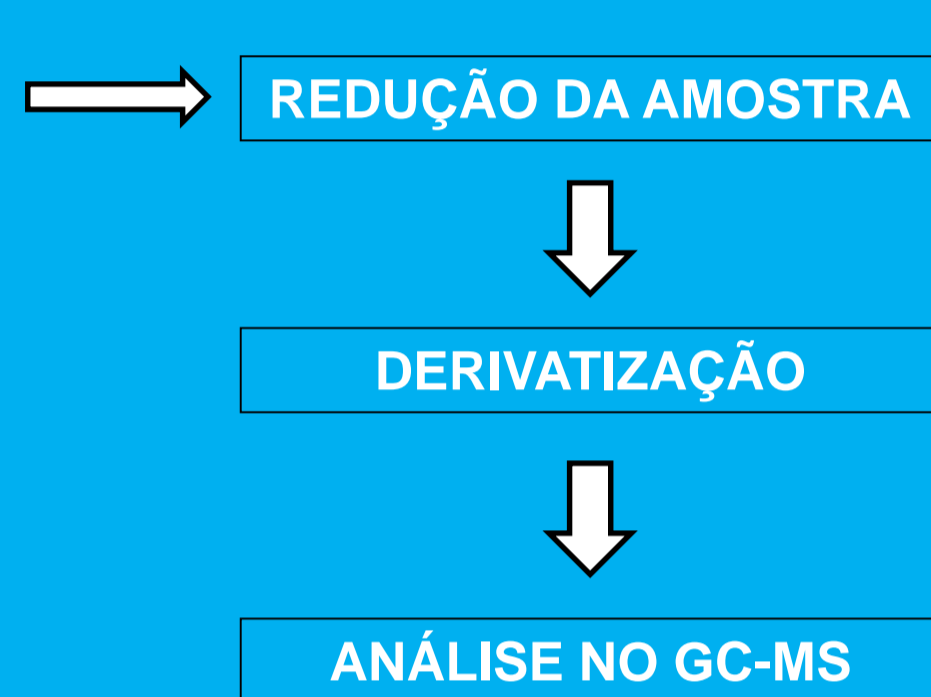 REDUÇÃO DA AMOSTRA
DERIVATIZAÇÃO
ANÁLISE NO GC-MS